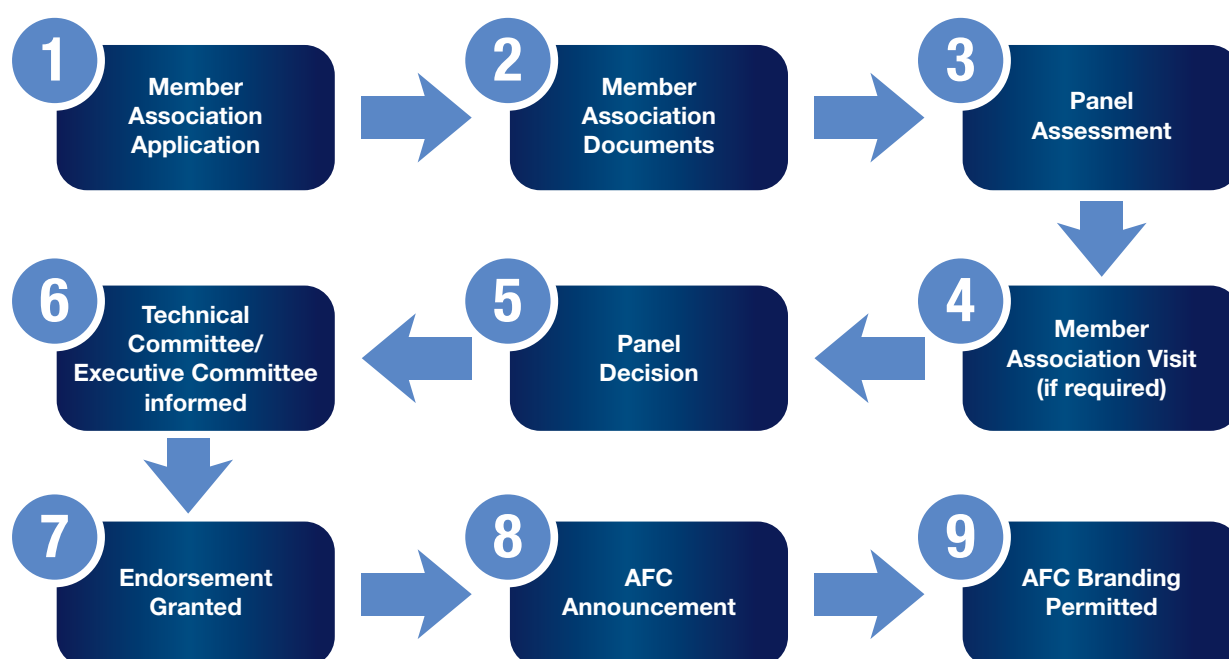 1
Member
Association
Application
2
Member
Association
Documents
3
Panel
Assessment
4
Member
Association Visit
(if required)
5
Panel
Decision
6
Technical
Committee/
Executive Committee
informed
7
Endorsement
Granted
8
AFC
Announcement
9
AFC Branding
Permitted